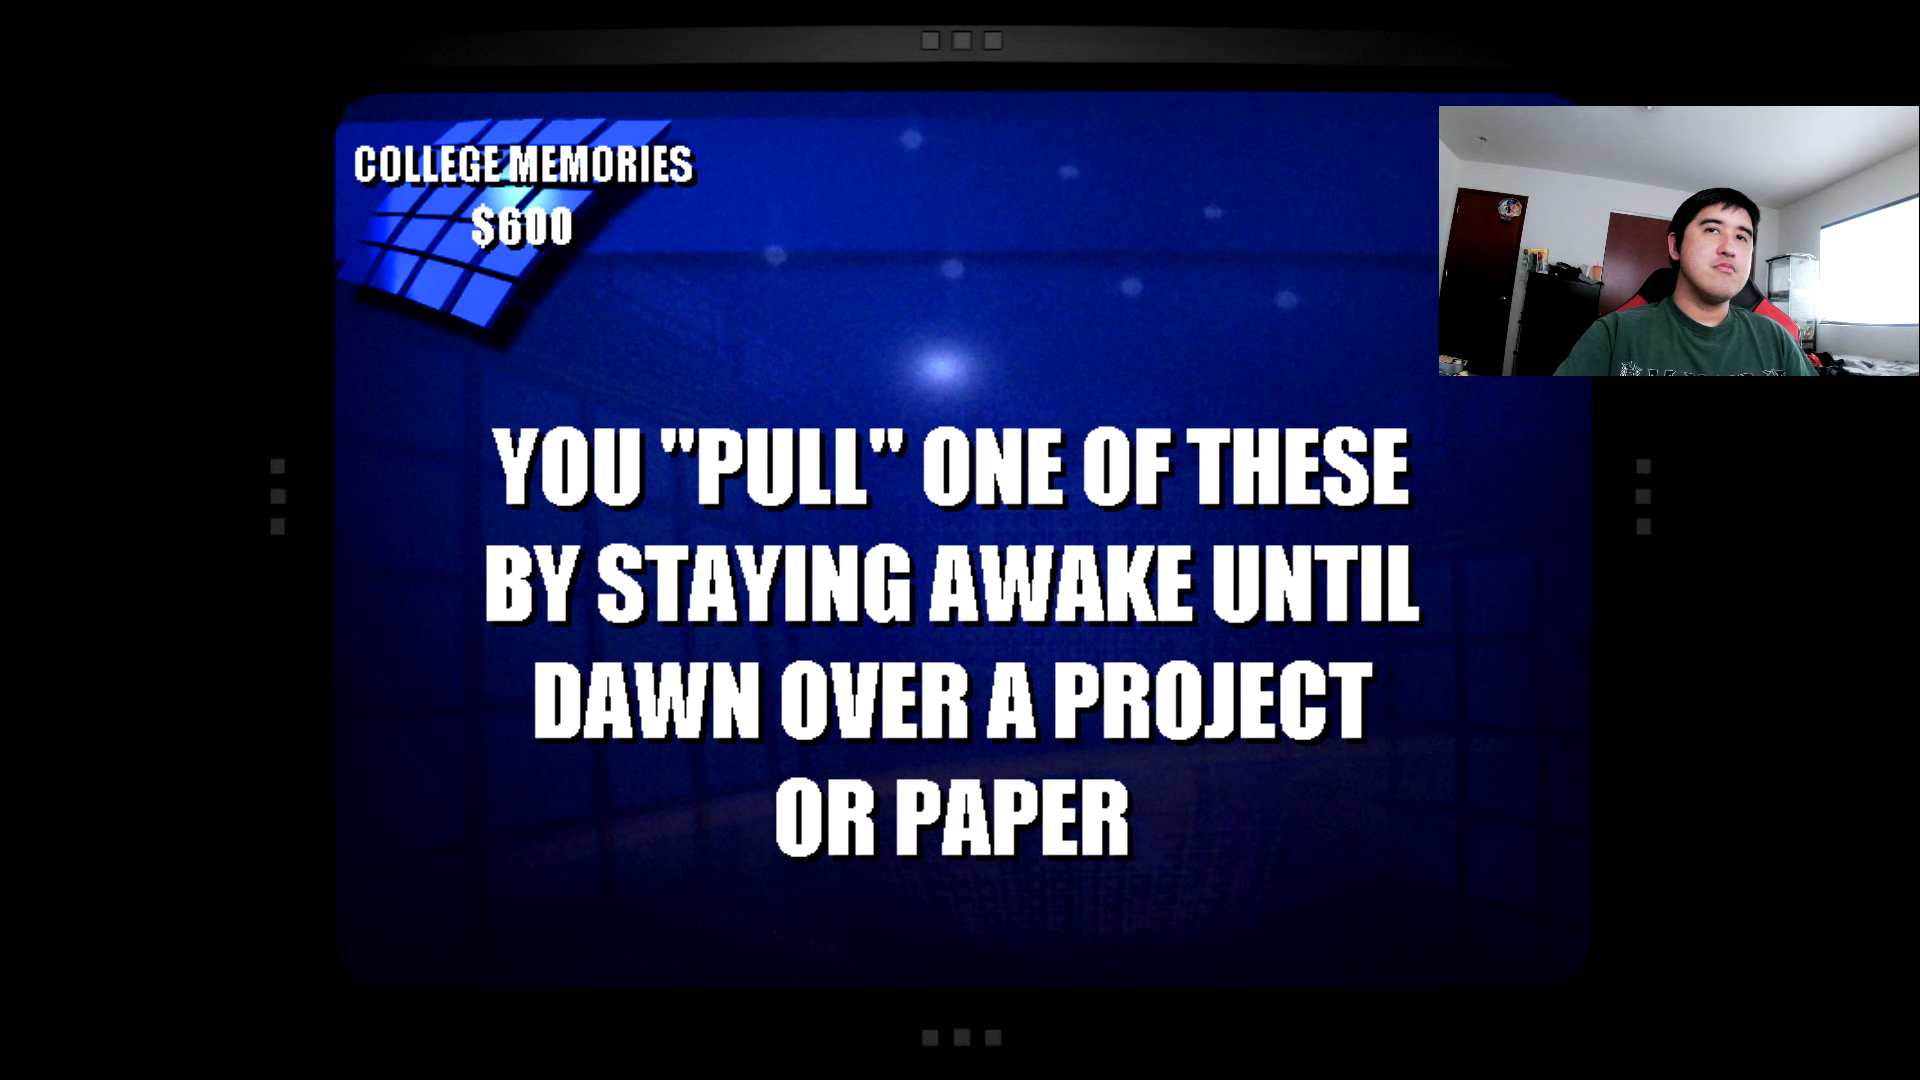 COLLEGE MEMORIES
$600
YOU "PULL" ONE OF THESE
BY STAYING AWAKE UNTIL
DAWN OVER A PROJECT
OR PAPER